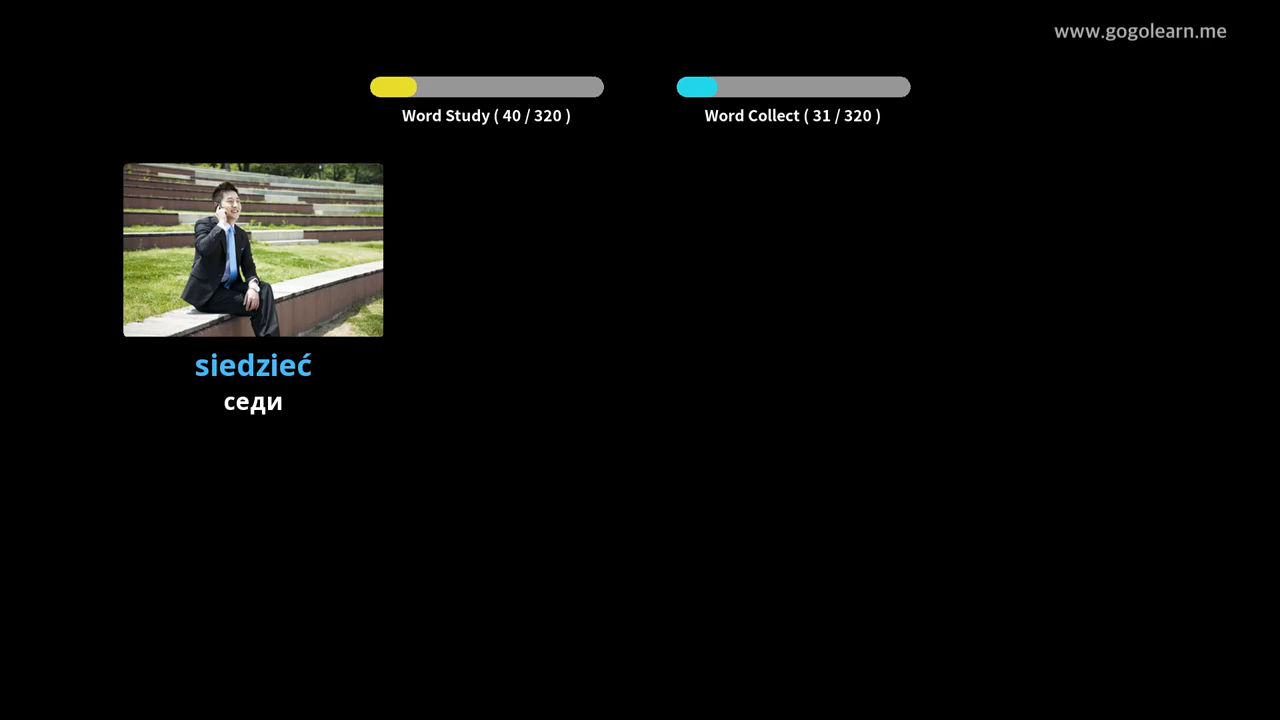 www.gogolearn.me
Word Study ( 40 / 320 )
Word Collect ( 31 / 320 )
siedzieć
седи